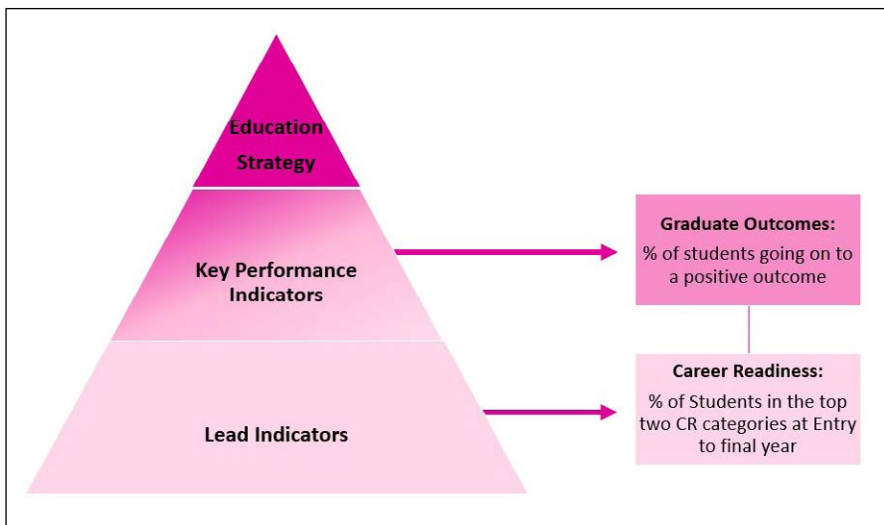 Education
Strategy
Key Performance
Indicators
Graduate Outcomes:
% of students going on to
a positive outcome
Lead Indicators
Career Readiness:
% of Students in the top
two CR categories at Entry
to final year